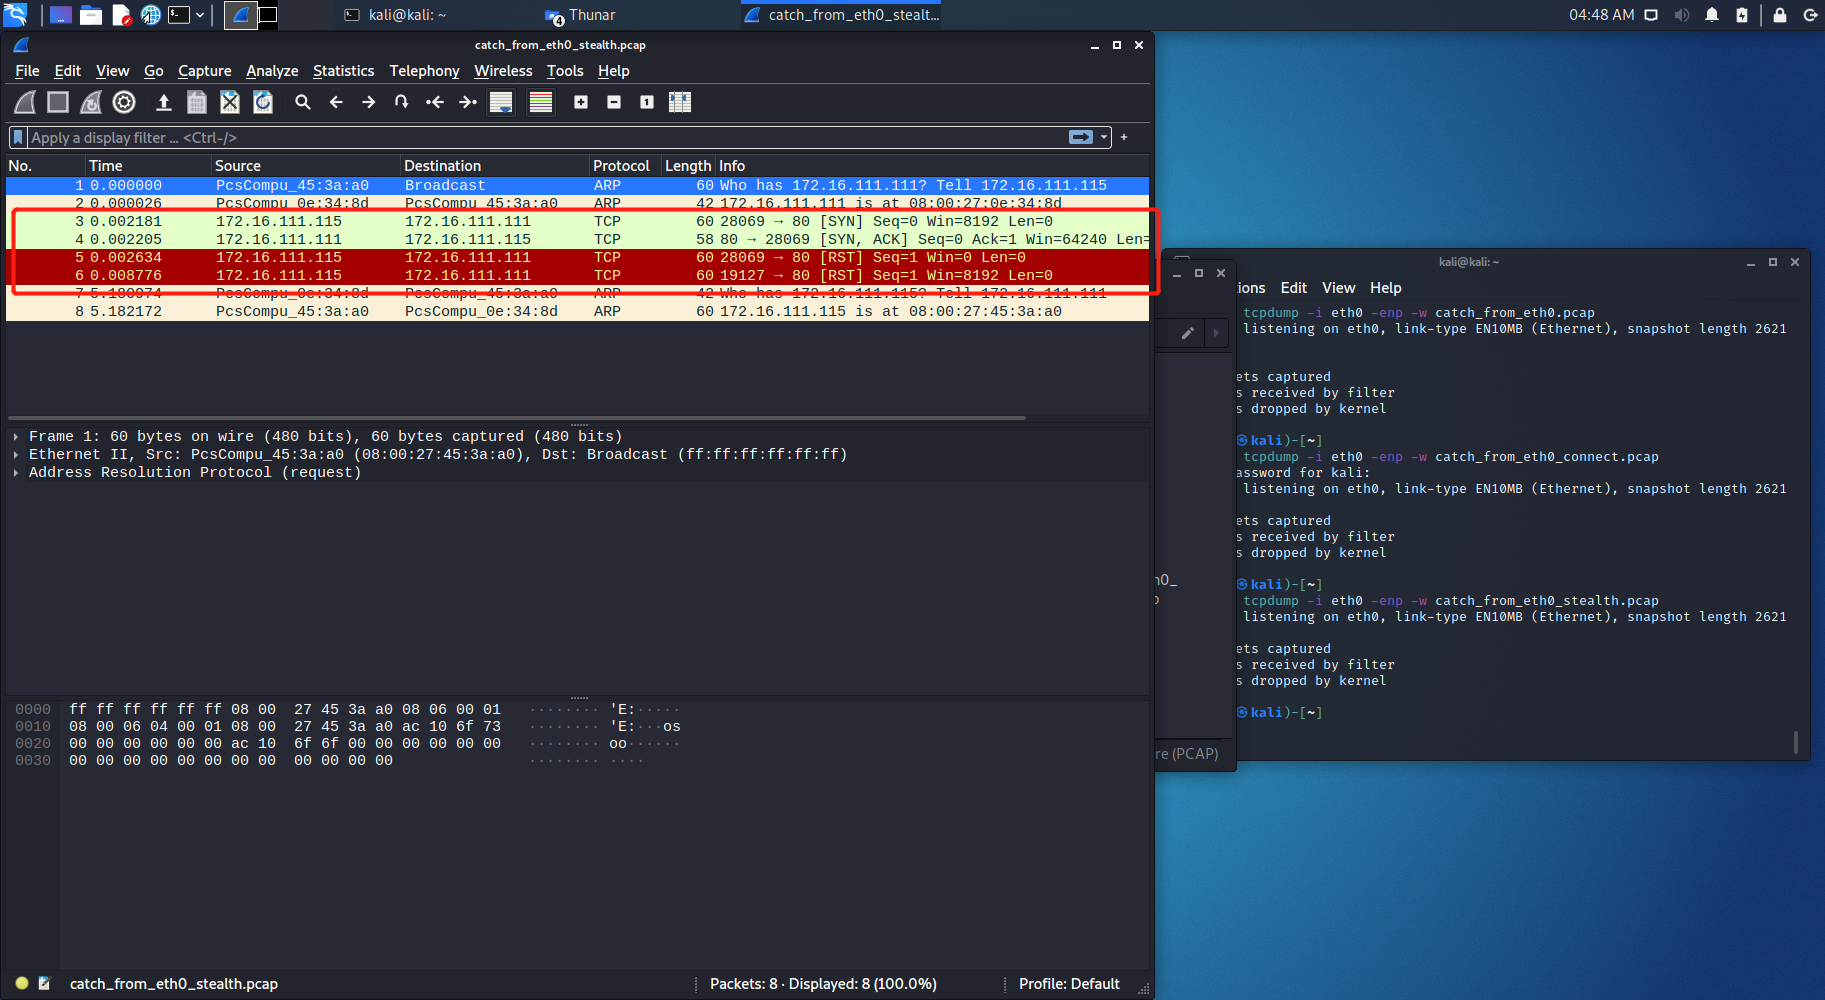 kali@kali: ~
4
Thunar
catch_from_eth0_stealt...
04:48 AM
catch_from_eth0_stealth.pcap
File Edit View Go Capture Analyze Statistics Telephony Wireless Tools Help
Apply a display filter ... <Ctrl-/>
No. Time Source Destination Protocol Length Info
1 0.000000 PcsCompu_45:3a:a0 Broadcast ARP 60 Who has 172.16.111.111? Tell 172.16.111.115
2 0.000026 PcsCompu_0e:34:8d PcsCompu_45:3a:a0 ARP 42 172.16.111.111 is at 08:00:27:0e:34:8d
3 0.002181 172.16.111.115 172.16.111.111 TCP 60 28069 → 80 [SYN] Seq=0 Win=8192 Len=0
4 0.002205 172.16.111.111 172.16.111.115 TCP 58 80 → 28069 [SYN, ACK] Seq=0 Ack=1 Win=64240 Len=
5 0.002634 172.16.111.115 172.16.111.111 TCP 60 28069 → 80 [RST] Seq=1 Win=0 Len=0
6 0.008776 172.16.111.115 172.16.111.111 TCP 60 19127 → 80 [RST] Seq=1 Win=8192 Len=0
7 PcsCompu_0e:34:8d PcsCompu_45:3a:a0 ARP 42 Who has 172.16.111.115? Tell 172.16.111.111
8 5.182172 PcsCompu_45:3a:a0 PcsCompu_0e:34:8d ARP 60 172.16.111.115 is at 08:00:27:45:3a:a0
Frame 1: 60 bytes on wire (480 bits), 60 bytes captured (480 bits)
Ethernet II, Src: PcsCompu_45:3a:a0 (08:00:27:45:3a:a0), Dst: Broadcast (ff:ff:ff:ff:ff:ff)
Address Resolution Protocol (request)
0000 ff ff ff ff ff ff 08 00 27 45 3a a0 08 06 00 01 ········ 'E:·····
0010 08 00 06 04 00 01 08 00 27 45 3a a0 ac 10 6f 73 ········ 'E:···os
0020 00 00 00 00 00 00 ac 10 6f 6f 00 00 00 00 00 00 ········ oo······
0030 00 00 00 00 00 00 00 00 00 00 00 00 ········ ····
catch_from_eth0_stealth.pcap
Packets: 8 · Displayed: 8 (100.0%)
Profile: Default
n0_
re (PCAP)
kali@kali: ~
ions Edit View Help
tcpdump -i eth0 -enp -w catch_from_eth0.pcap
listening on eth0, link-type EN10MB (Ethernet), snapshot length 2621
ets captured
s received by filter
s dropped by kernel
kali)-[~]
tcpdump -i eth0 -enp -w catch_from_eth0_connect.pcap
assword for kali:
listening on eth0, link-type EN10MB (Ethernet), snapshot length 2621
ets captured
s received by filter
s dropped by kernel
kali)-[~]
tcpdump -i eth0 -enp -w catch_from_eth0_stealth.pcap
listening on eth0, link-type EN10MB (Ethernet), snapshot length 2621
ets captured
s received by filter
s dropped by kernel
kali)-[~]